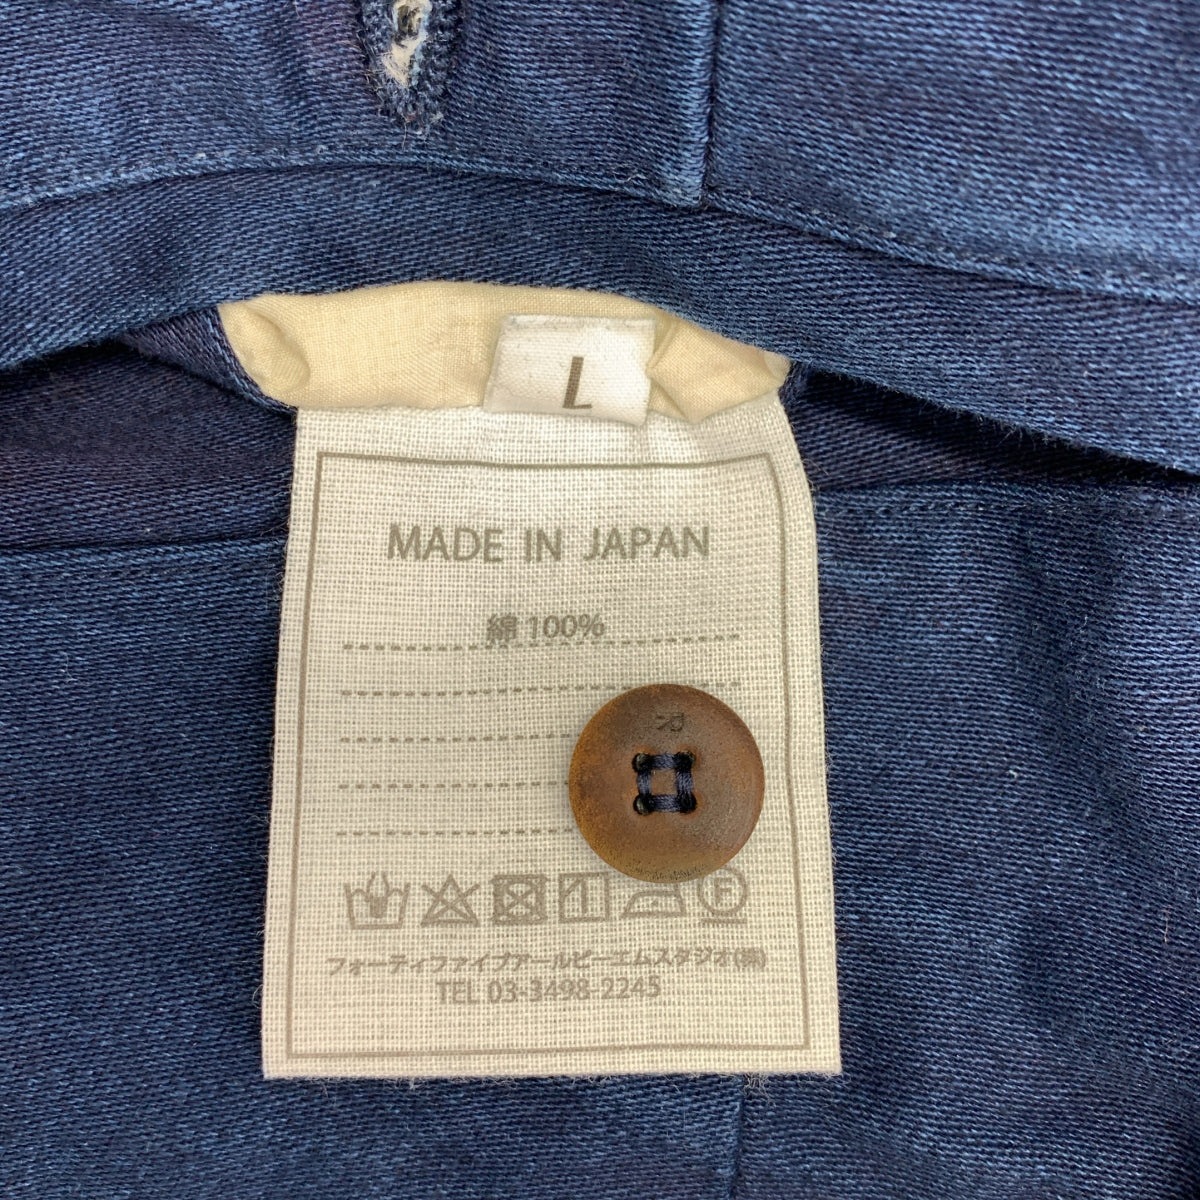 L
MADE IN JAPAN
綿 100%
フォーティファイブアールピーエムスタジオ(株)
TEL 03-3498-2245